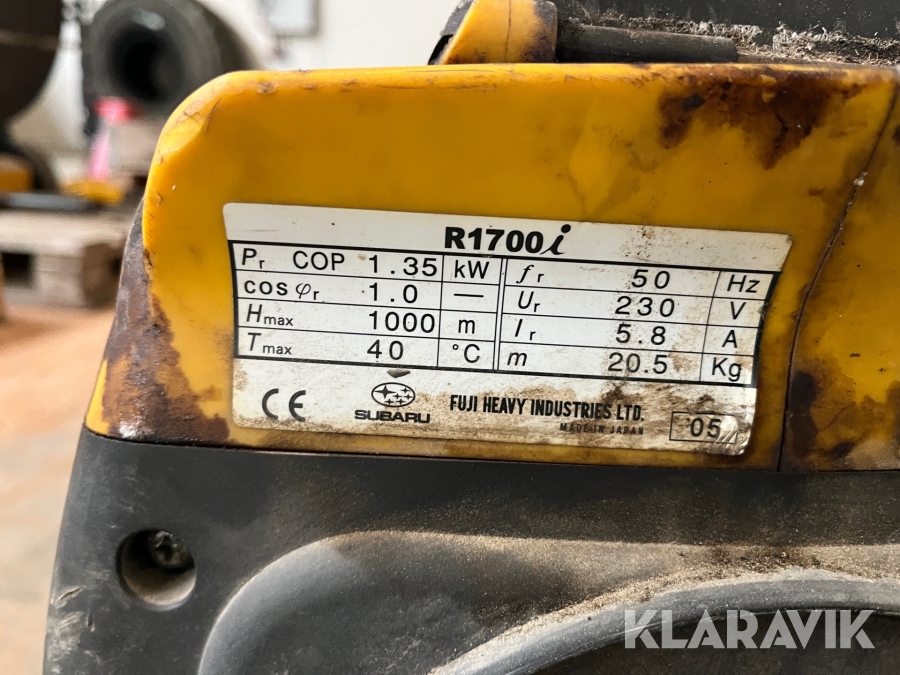 R1700i
Pr COP 1.35 kW fr 50 Hz
cos φr 1.0 — Ur 230 V
Hmax 1000 m Ir 5.8 A
Tmax 40 °C m 20.5 Kg
CE SUBARU FUJI HEAVY INDUSTRIES LTD. 05
MADE IN JAPAN
KLARAVIK